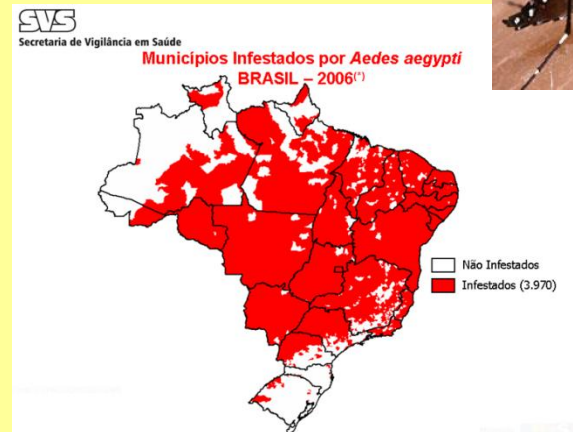 SVS
Secretaria de Vigilância em Saúde
Municípios Infestados por Aedes aegypti
BRASIL – 2006(*)
Não Infestados
Infestados (3.970)